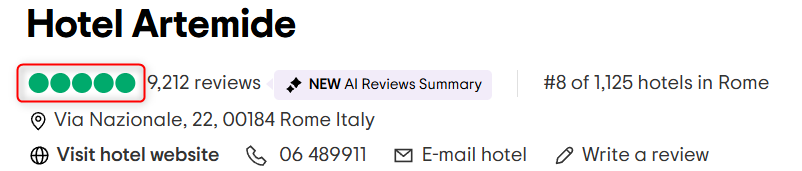 Hotel Artemide
9,212 reviews NEW AI Reviews Summary #8 of 1,125 hotels in Rome
Via Nazionale, 22, 00184 Rome Italy
Visit hotel website 06 489911 E-mail hotel Write a review